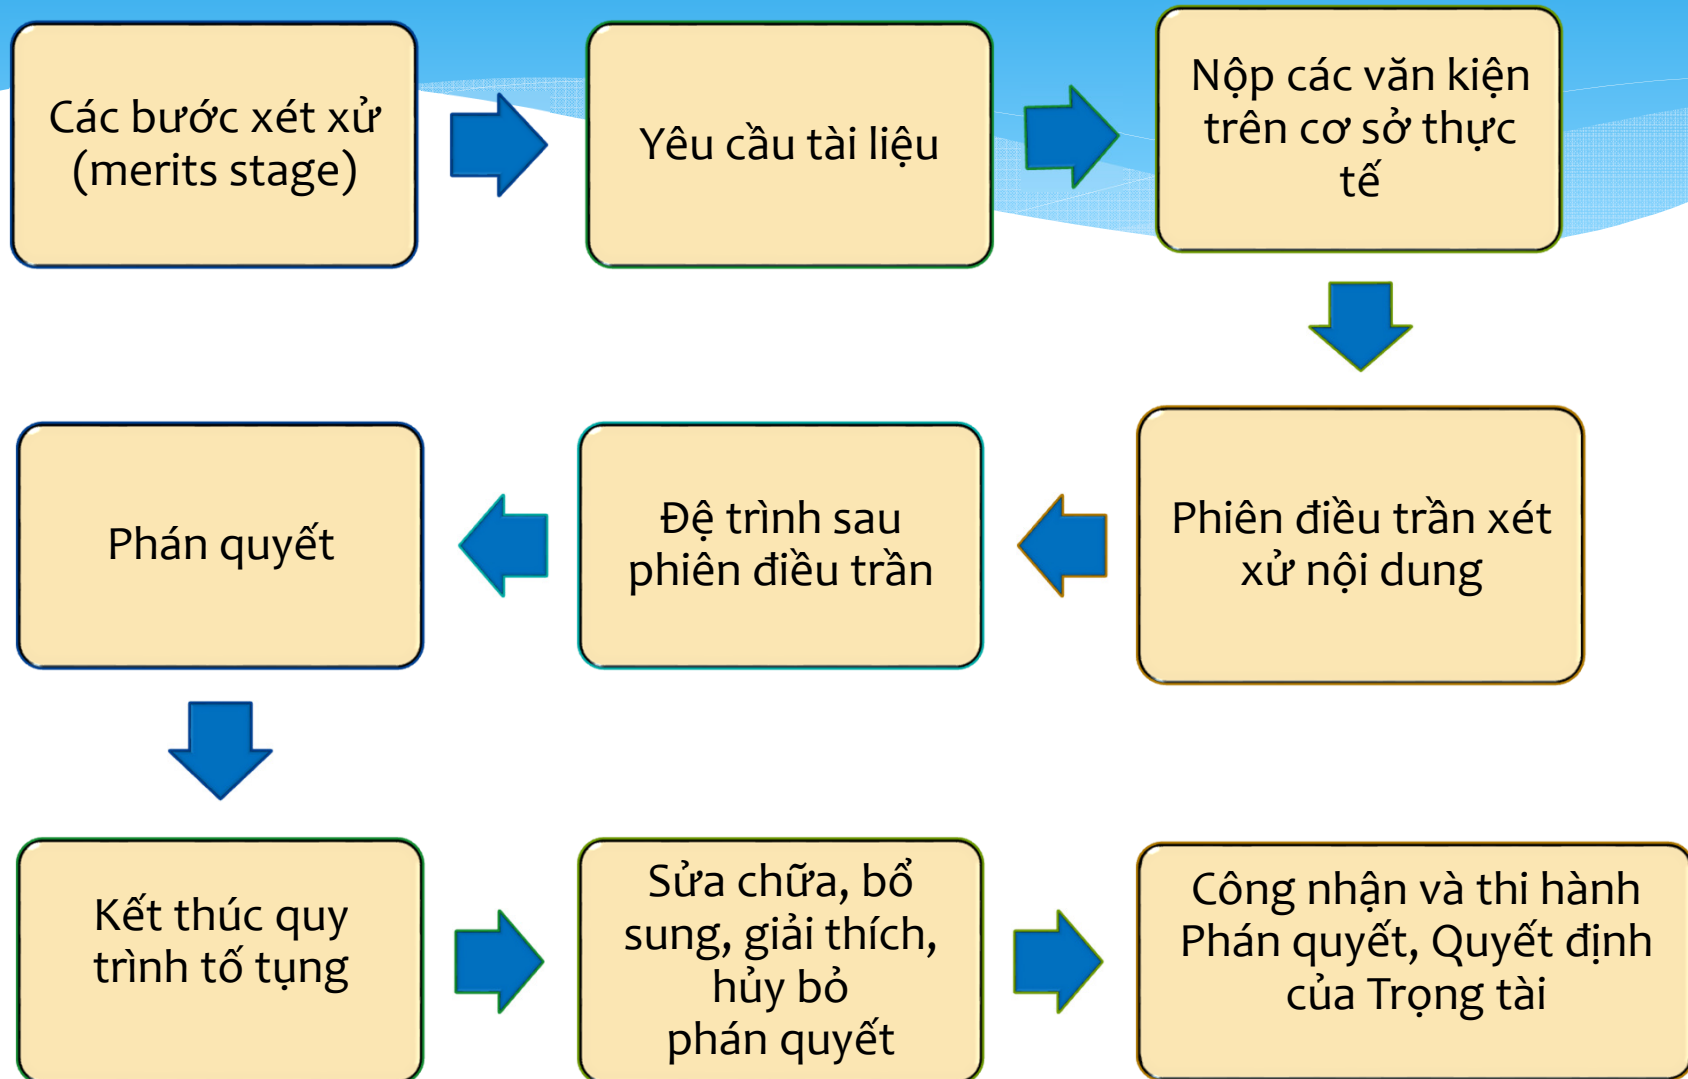 Các bước xét xử
(merits stage)
Yêu cầu tài liệu
Nộp các văn kiện
trên cơ sở thực
tế
Phiên điều trần xét
xử nội dung
Đệ trình sau
phiên điều trần
Phán quyết
Kết thúc quy
trình tố tụng
Sửa chữa, bổ
sung, giải thích,
hủy bỏ
phán quyết
Công nhận và thi hành
Phán quyết, Quyết định
của Trọng tài